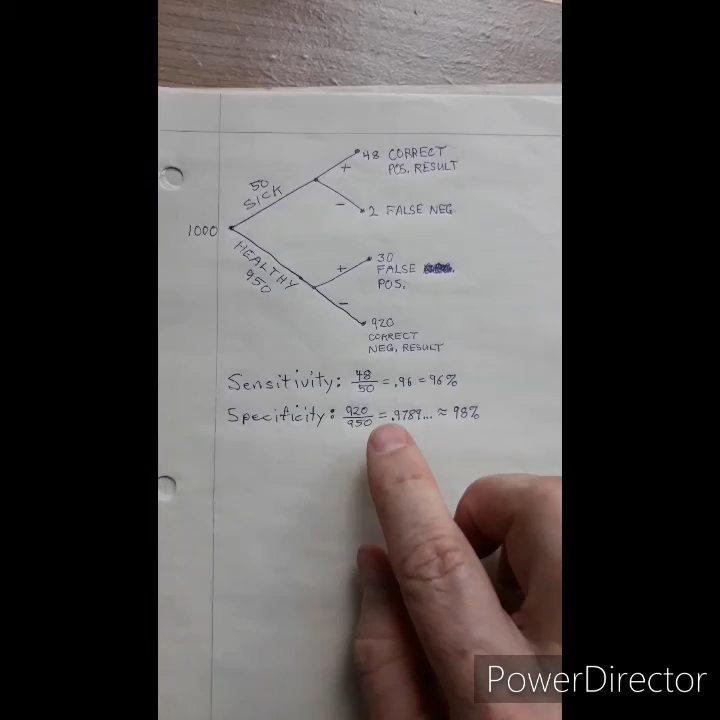 48 CORRECT
POS. RESULT
+
50
SICK
-
2 FALSE NEG.
1000
HEALTHY
950
+
30
FALSE
POS.
-
920
CORRECT
NEG. RESULT
Sensitivity: 48/50 = .96 = 96%
Specificity: 920/950 = .9789... ≈ 98%
PowerDirector